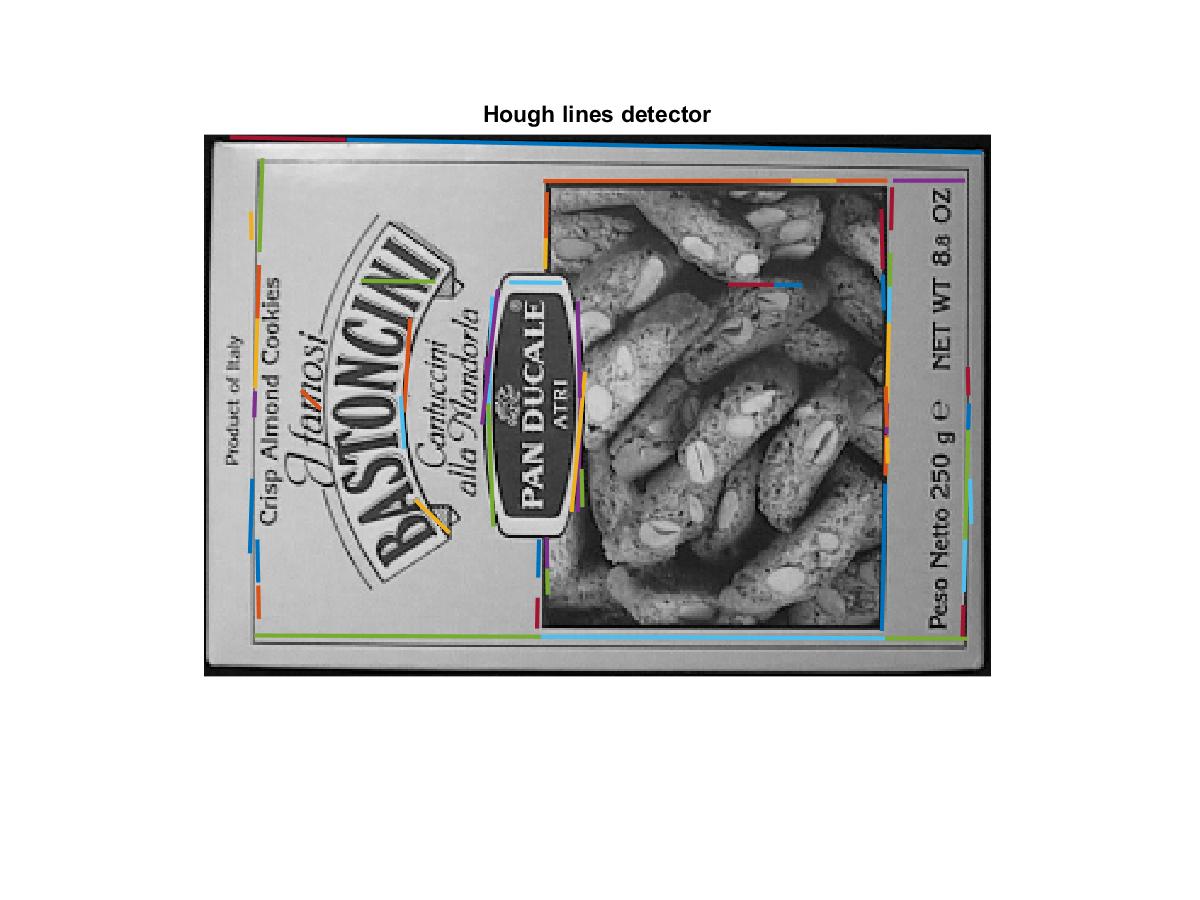 Hough lines detector
Product of Italy
Crisp Almond Cookies
I famosi
BASTONCINI
Cantuccini
alla Mandorla
PAN DUCALE
ATRI
Peso Netto 250 g e NET WT 8.8 OZ